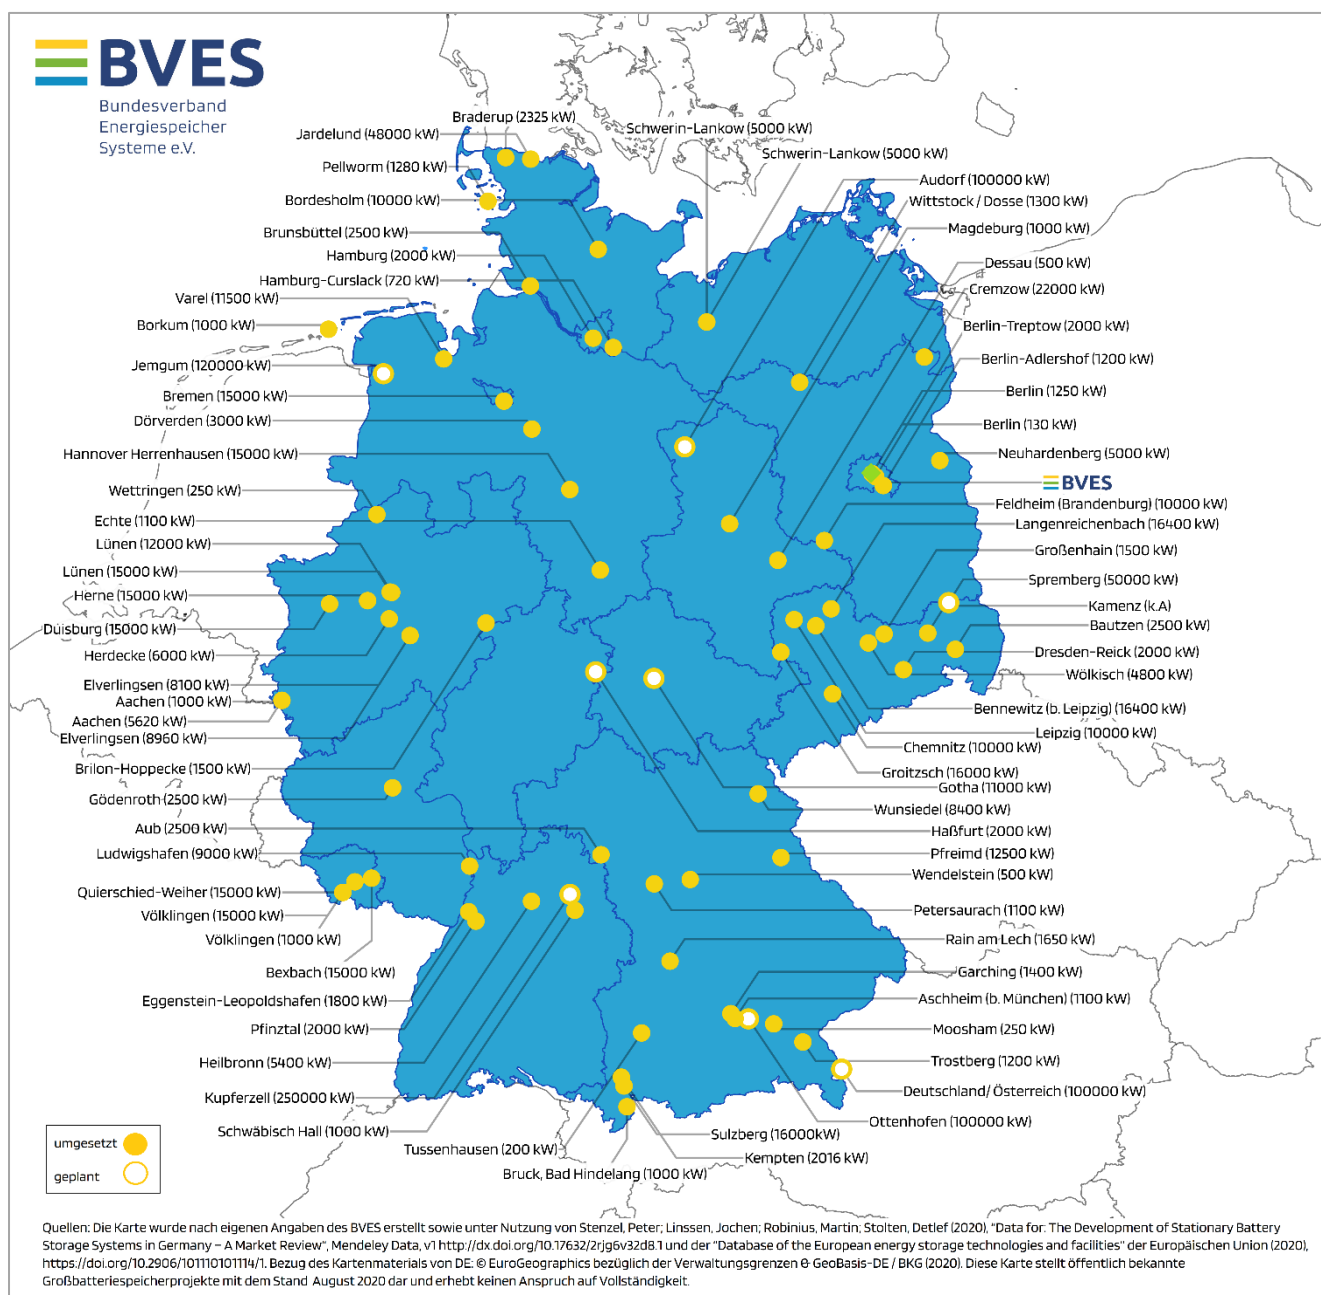 BVES
Bundesverband
Energiespeicher
Systeme e.V.
Braderup (2325 kW)
Jardelund (48000 kW)
Pellworm (1280 kW)
Bordesholm (10000 kW)
Brunsbüttel (2500 kW)
Hamburg (2000 kW)
Hamburg-Curslack (720 kW)
Varel (11500 kW)
Borkum (1000 kW)
Jemgum (120000 kW)
Bremen (15000 kW)
Dörverden (3000 kW)
Hannover Herrenhausen (15000 kW)
Wettringen (250 kW)
Echte (1100 kW)
Lünen (12000 kW)
Lünen (15000 kW)
Herne (15000 kW)
Duisburg (15000 kW)
Herdecke (6000 kW)
Elverlingsen (8100 kW)
Aachen (1000 kW)
Aachen (5620 kW)
Elverlingsen (8960 kW)
Brilon-Hoppecke (1500 kW)
Gödenroth (2500 kW)
Aub (2500 kW)
Ludwigshafen (9000 kW)
Quierschied-Weiher (15000 kW)
Völklingen (15000 kW)
Völklingen (1000 kW)
Bexbach (15000 kW)
Eggenstein-Leopoldshafen (1800 kW)
Pfinztal (2000 kW)
Heilbronn (5400 kW)
Kupferzell (250000 kW)
Schwäbisch Hall (1000 kW)
Tussenhausen (200 kW)
Bruck, Bad Hindelang (1000 kW)
Schwerin-Lankow (5000 kW)
Schwerin-Lankow (5000 kW)
Audorf (100000 kW)
Wittstock / Dosse (1300 kW)
Magdeburg (1000 kW)
Dessau (500 kW)
Cremzow (22000 kW)
Berlin-Treptow (2000 kW)
Berlin-Adlershof (1200 kW)
Berlin (1250 kW)
Berlin (130 kW)
Neuhardenberg (5000 kW)
BVES
Feldheim (Brandenburg) (10000 kW)
Langenreichenbach (16400 kW)
Großenhain (1500 kW)
Spremberg (50000 kW)
Kamenz (k.A)
Bautzen (2500 kW)
Dresden-Reick (2000 kW)
Wölkisch (4800 kW)
Bennewitz (b. Leipzig) (16400 kW)
Leipzig (10000 kW)
Chemnitz (10000 kW)
Groitzsch (16000 kW)
Gotha (11000 kW)
Wunsiedel (8400 kW)
Haßfurt (2000 kW)
Pfreimd (12500 kW)
Wendelstein (500 kW)
Petersaurach (1100 kW)
Rain am Lech (1650 kW)
Garching (1400 kW)
Aschheim (b. München) (1100 kW)
Moosham (250 kW)
Trostberg (1200 kW)
Deutschland/ Österreich (100000 kW)
Ottenhofen (100000 kW)
Sulzberg (16000kW)
Kempten (2016 kW)
umgesetzt
geplant
Quellen: Die Karte wurde nach eigenen Angaben des BVES erstellt sowie unter Nutzung von Stenzel, Peter; Linssen, Jochen; Robinius, Martin; Stolten, Detlef (2020), "Data for: The Development of Stationary Battery
Storage Systems in Germany – A Market Review", Mendeley Data, v1 http://dx.doi.org/10.17632/2rjg6v32d8.1 und der "Database of the European energy storage technologies and facilities" der Europäischen Union (2020),
https://doi.org/10.2906/101110101114/1. Bezug des Kartenmaterials von DE: © EuroGeographics bezüglich der Verwaltungsgrenzen & GeoBasis-DE / BKG (2020). Diese Karte stellt öffentlich bekannte
Großbatteriespeicherprojekte mit dem Stand August 2020 dar und erhebt keinen Anspruch auf Vollständigkeit.